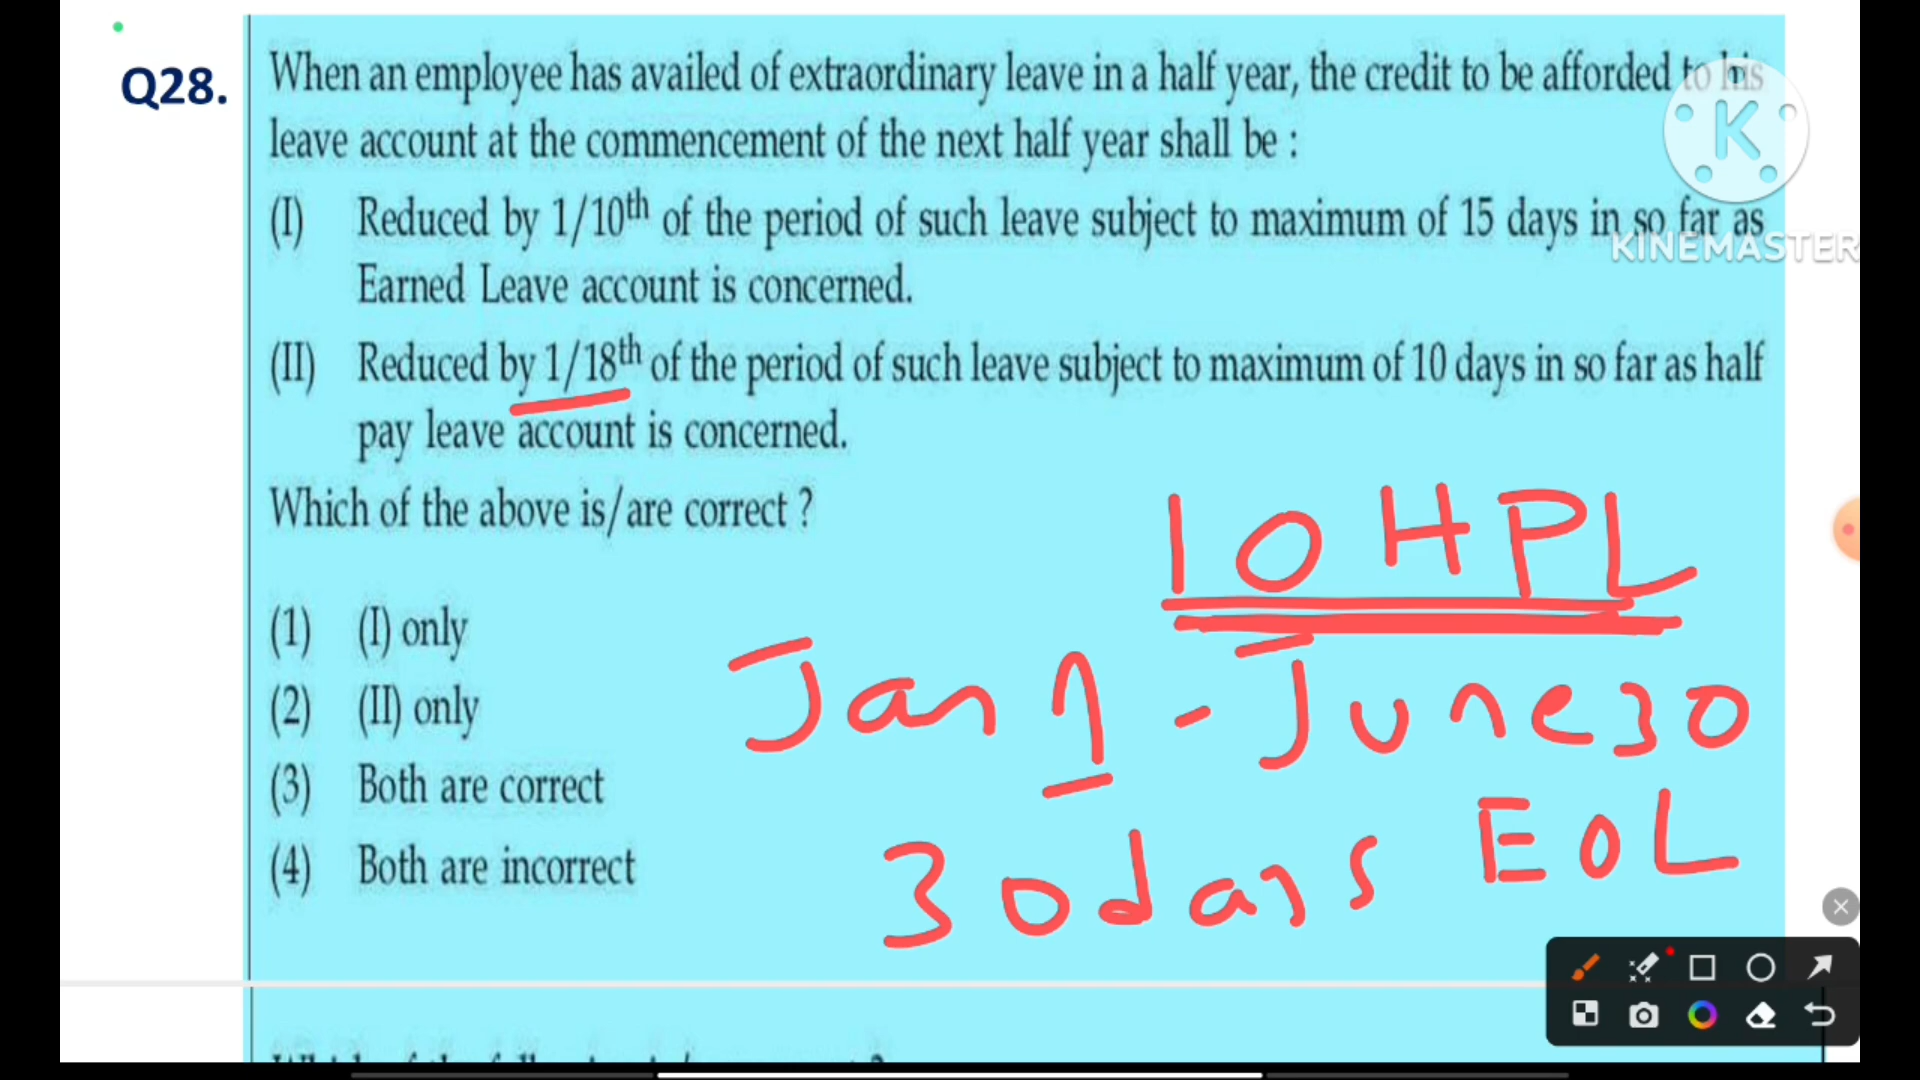 Q28.
When an employee has availed of extraordinary leave in a half year, the credit to be afforded to his
leave account at the commencement of the next half year shall be :
(I) Reduced by 1/10th of the period of such leave subject to maximum of 15 days in so far as
Earned Leave account is concerned.
(II) Reduced by 1/18th of the period of such leave subject to maximum of 10 days in so far as half
pay leave account is concerned.
Which of the above is/are correct ?
(1) (I) only
(2) (II) only
(3) Both are correct
(4) Both are incorrect
K
KINEMASTER
10 HPL
Jan 1 - June 30
30 days EOL